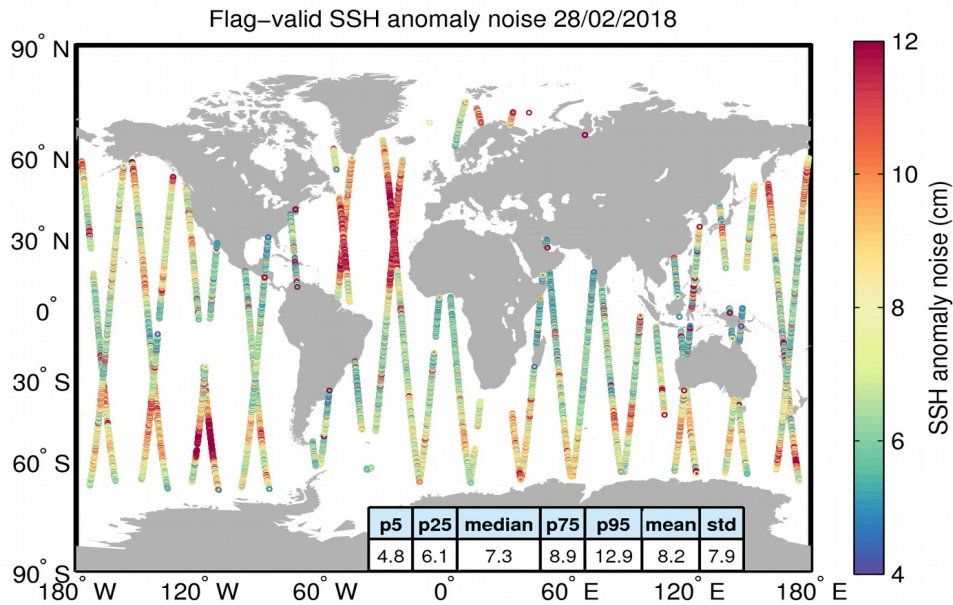 Flag-valid SSH anomaly noise 28/02/2018
90° N
60° N
30° N
0°
30° S
60° S
90° S
180° W 120° W 60° W 0° 60° E 120° E 180° E
p5 p25 median p75 p95 mean std
4.8 6.1 7.3 8.9 12.9 8.2 7.9
12
10
8
6
4
SSH anomaly noise (cm)